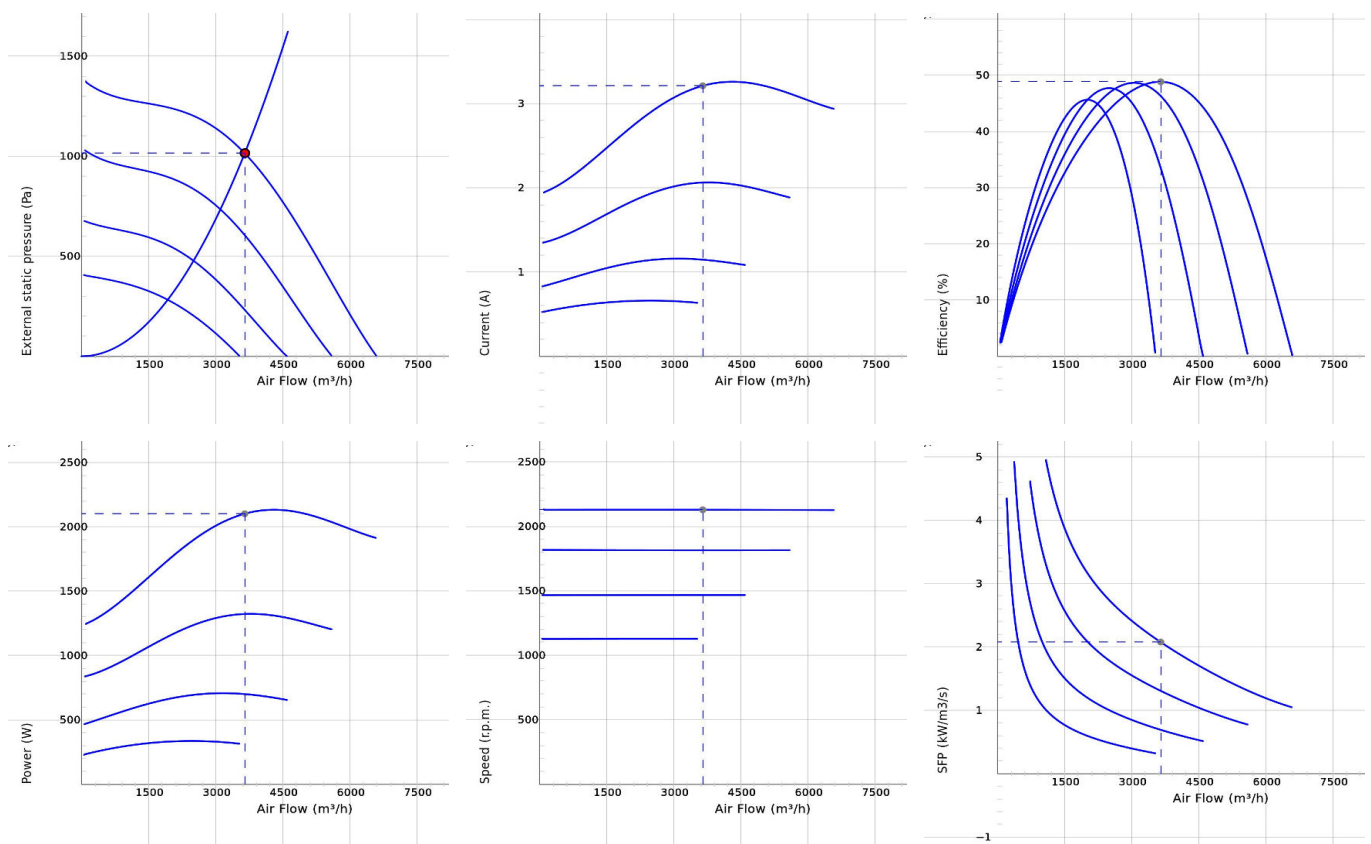 External static pressure (Pa)
1500
1000
500
1500 3000 4500 6000 7500
Air Flow (m³/h)
Current (A)
3
2
1
1500 3000 4500 6000 7500
Air Flow (m³/h)
Efficiency (%)
50
40
30
20
10
1500 3000 4500 6000 7500
Air Flow (m³/h)
Power (W)
2500
2000
1500
1000
500
1500 3000 4500 6000 7500
Air Flow (m³/h)
Speed (r.p.m.)
2500
2000
1500
1000
500
1500 3000 4500 6000 7500
Air Flow (m³/h)
SFP (kW/m3/s)
5
4
3
2
1
−1
1500 3000 4500 6000 7500
Air Flow (m³/h)